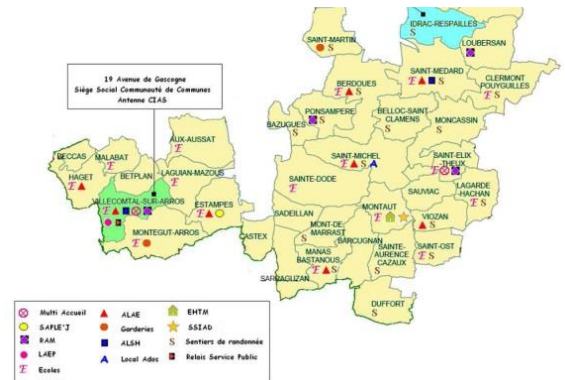 IDRAC-RESPAILLES
S
SAINT-MARTIN
LOUBERSAN
19 Avenue de Gascogne
Siège Social Communauté de Communes
Antenne CIAS
BERDOUES
E S
SAINT-MEDARD
E S
CLERMONT
POUYGUILLES
E S
PONSAMPERE
S
BELLOC-SAINT
CLAMENS
S
MONCASSIN
S
BAZUGUES
S
AUX-AUSSAT
E
BECCAS
MALABAT
E
SAINT-MICHEL
E S A
SAINT-ELIX
-THEUX
E S
HAGET
E
BETPLAN
LAGUIAN-MAZOUS
E
SAINTE-DODE
E
SAUVIAC
LAGARDE
-HACHAN
E S
VILLECOMTAL-SUR-ARROS
E
ESTAMPES
E
SADEILLAN
MONTAUT
E
VIOZAN
S
MONT-DE
MARRAST
S
MONTEGUT-ARROS
E
CASTEX
BARCUGNAN
SAINTE-
AURENCE
CAZAUX
S
SAINT-OST
E S
MANAS
BASTANOUS
E S
SARRAGUZAN
DUFFORT
S
Multi Accueil
ALAE
EHTM
SAPLE'J
Garderies
SSIAD
RAM
ALSH
S Sentiers de randonnée
LAEP
A Local Ados
Relais Service Public
E Ecoles